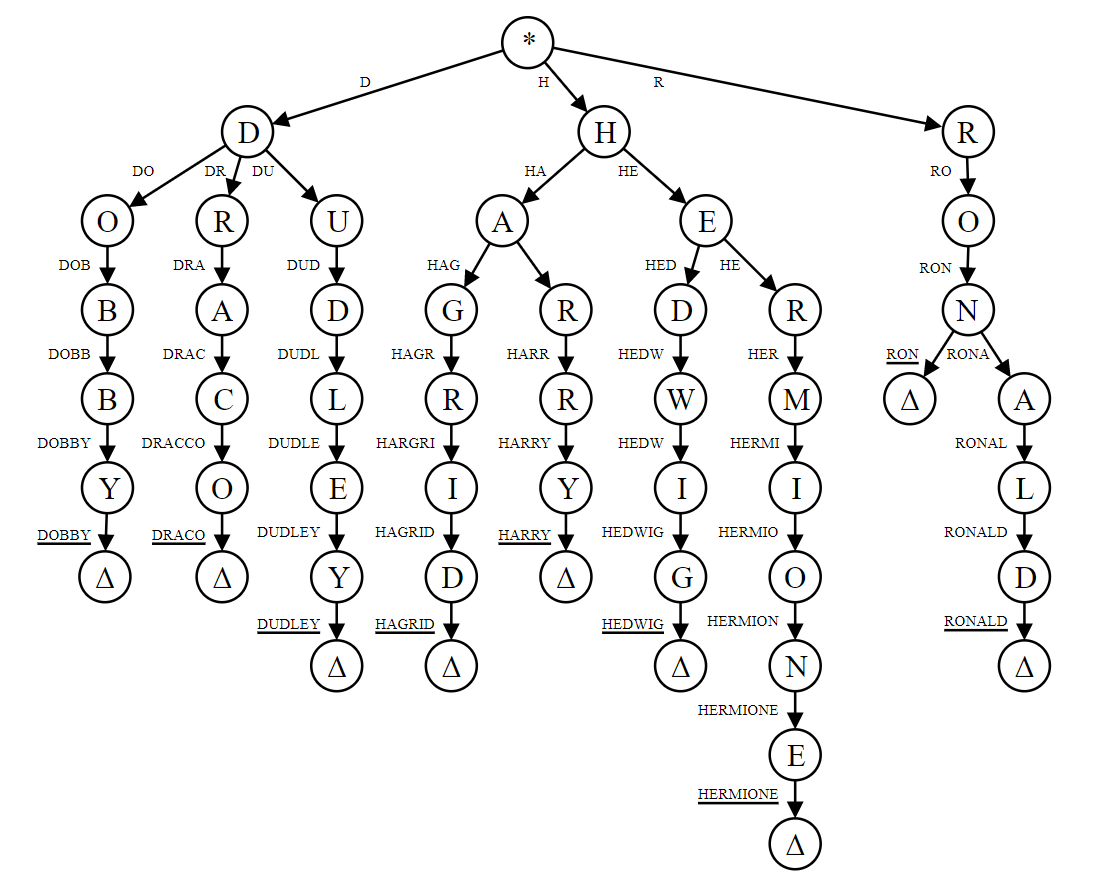 *
D H R
D H R
DO DR DU HA HE RO
O R U A E O
DOB DRA DUD HAG HED HE RON
B A D G R D R N
DOBB DRAC DUDL HAGR HARR HEDW HER RON RONA
B C L R R W M Δ A
DOBBY DRACCO DUDLE HARGRI HARRY HEDW HERMI RONAL
Y O E I Y I I L
DOBBY DRACO DUDLEY HAGRID HARRY HEDWIG HERMIO RONALD
Δ Δ Y D Δ G O D
DUDLEY HAGRID HEDWIG HERMION RONALD
Δ Δ Δ N Δ
HERMIONE
E
HERMIONE
Δ